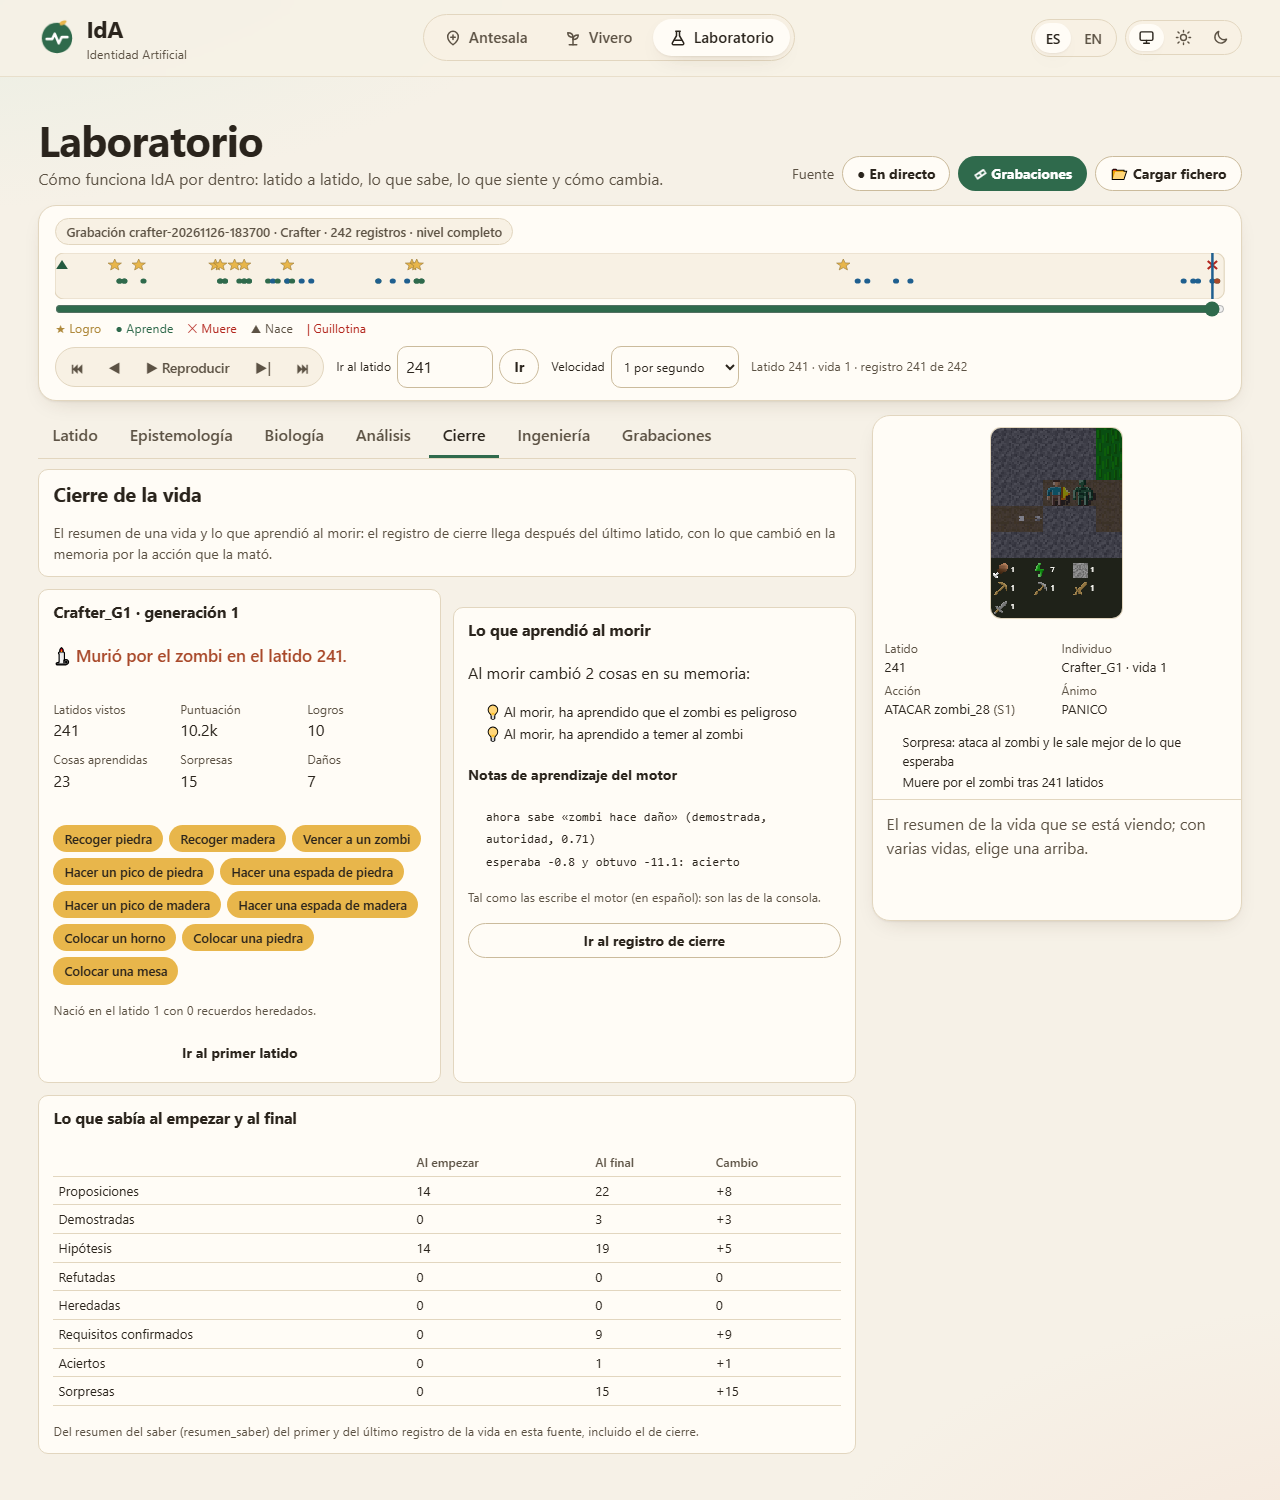 IdA
Identidad Artificial
Antesala
Vivero
Laboratorio
ES
EN
Laboratorio
Cómo funciona IdA por dentro: latido a latido, lo que sabe, lo que siente y cómo cambia.
Fuente
● En directo
Grabaciones
Cargar fichero
Grabación crafter-20261126-183700 · Crafter · 242 registros · nivel completo
★ Logro
● Aprende
Muere
▲ Nace
| Guillotina
▶ Reproducir
Ir al latido
241
Ir
Velocidad
1 por segundo
Latido 241 · vida 1 · registro 241 de 242
Latido
Epistemología
Biología
Análisis
Cierre
Ingeniería
Grabaciones
Cierre de la vida
El resumen de una vida y lo que aprendió al morir: el registro de cierre llega después del último latido, con lo que cambió en la
memoria por la acción que la mató.
Crafter_G1 · generación 1
Murió por el zombi en el latido 241.
Latidos vistos
Puntuación
Logros
241
10.2k
10
Cosas aprendidas
Sorpresas
Daños
23
15
7
Recoger piedra
Recoger madera
Vencer a un zombi
Hacer un pico de piedra
Hacer una espada de piedra
Hacer un pico de madera
Hacer una espada de madera
Colocar un horno
Colocar una piedra
Colocar una mesa
Nació en el latido 1 con 0 recuerdos heredados.
Ir al primer latido
Lo que aprendió al morir
Al morir cambió 2 cosas en su memoria:
Al morir, ha aprendido que el zombi es peligroso
Al morir, ha aprendido a temer al zombi
Notas de aprendizaje del motor
ahora sabe «zombi hace daño» (demostrada,
autoridad, 0.71)
esperaba -0.8 y obtuvo -11.1: acierto
Tal como las escribe el motor (en español): son las de la consola.
Ir al registro de cierre
1
7
1
1
1
1
1
Latido
Individuo
241
Crafter_G1 · vida 1
Acción
Ánimo
ATACAR zombi_28 (S1)
PANICO
Sorpresa: ataca al zombi y le sale mejor de lo que
esperaba
Muere por el zombi tras 241 latidos
El resumen de la vida que se está viendo; con
varias vidas, elige una arriba.
Lo que sabía al empezar y al final
Al empezar
Al final
Cambio
Proposiciones 14 22 +8
Demostradas 0 3 +3
Hipótesis 14 19 +5
Refutadas 0 0 0
Heredadas 0 0 0
Requisitos confirmados 0 9 +9
Aciertos 0 1 +1
Sorpresas 0 15 +15
Del resumen del saber (resumen_saber) del primer y del último registro de la vida en esta fuente, incluido el de cierre.